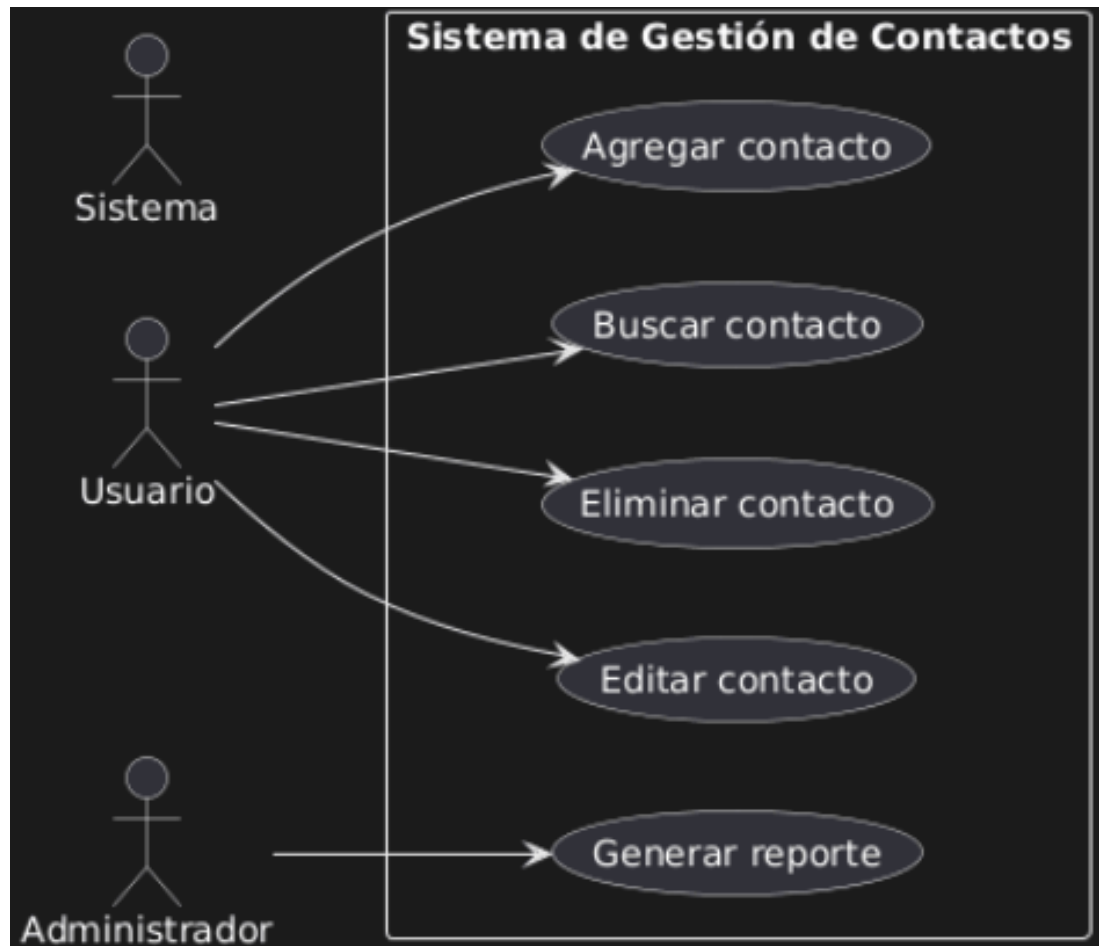 Sistema de Gestión de Contactos
Agregar contacto
Sistema
Buscar contacto
Usuario
Eliminar contacto
Editar contacto
Generar reporte
Administrador